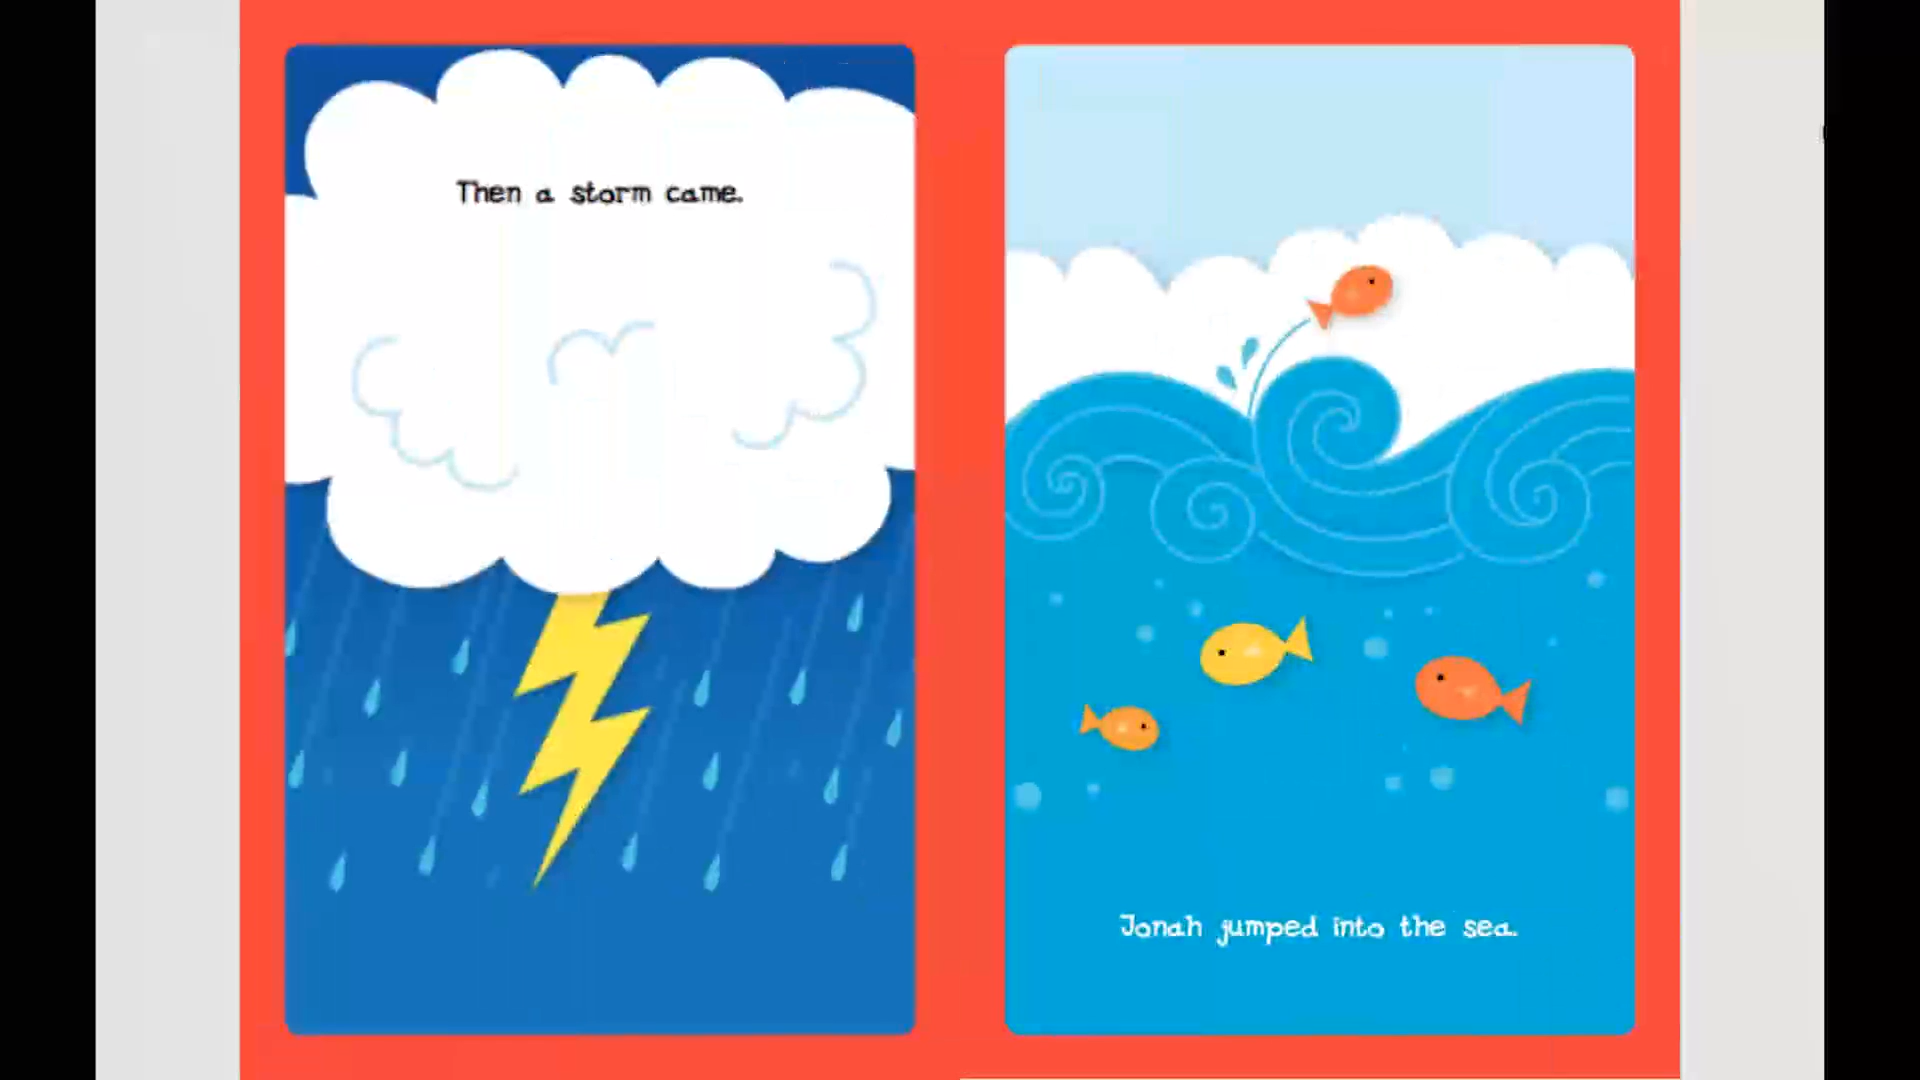 Then a storm came.
Jonah jumped into the sea.